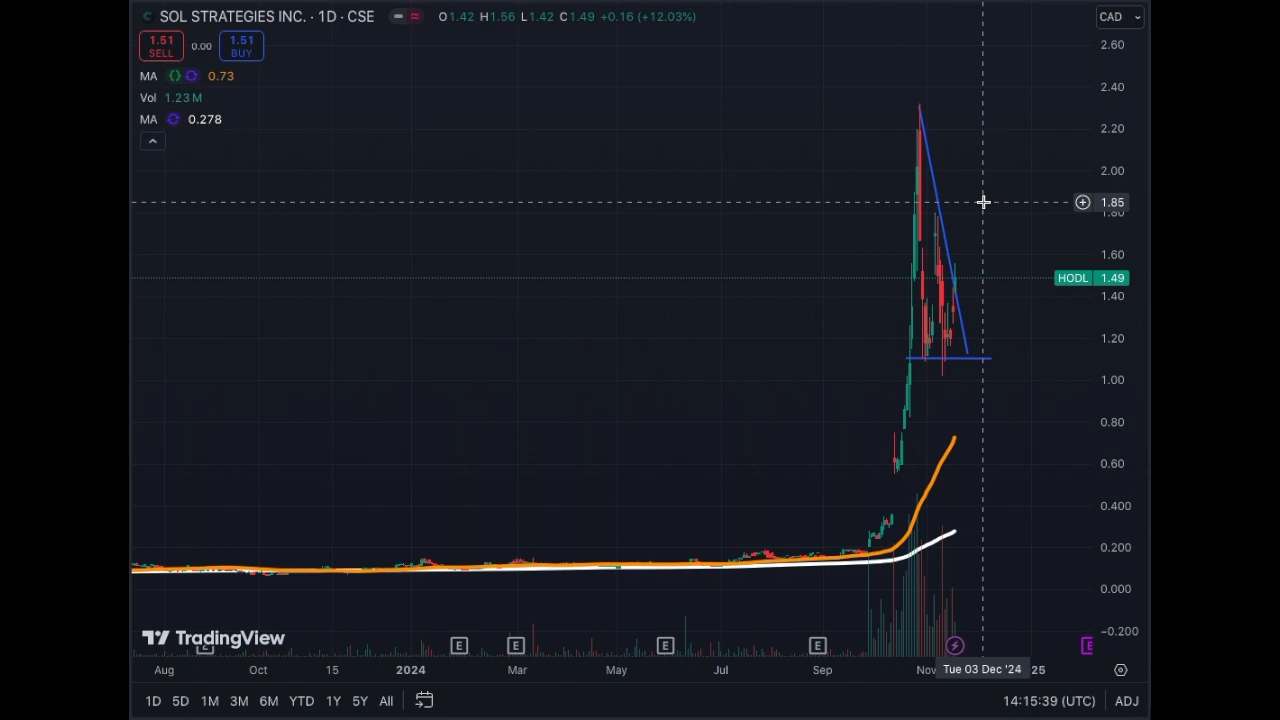 SOL STRATEGIES INC. · 1D · CSE
O1.42 H1.56 L1.42 C1.49 +0.16 (+12.03%)
CAD
1.51 SELL
0.00
1.51 BUY
MA 0.73
Vol 1.23 M
MA 0.278
2.60
2.40
2.20
2.00
1.85
1.80
1.60
HODL 1.49
1.40
1.20
1.00
0.80
0.60
0.400
0.200
0.000
−0.200
TradingView
E
E
E
E
E
E
Aug
Oct
15
2024
Mar
May
Jul
Sep
Nov
Tue 03 Dec '24
25
1D 5D 1M 3M 6M YTD 1Y 5Y All
14:15:39 (UTC)
ADJ